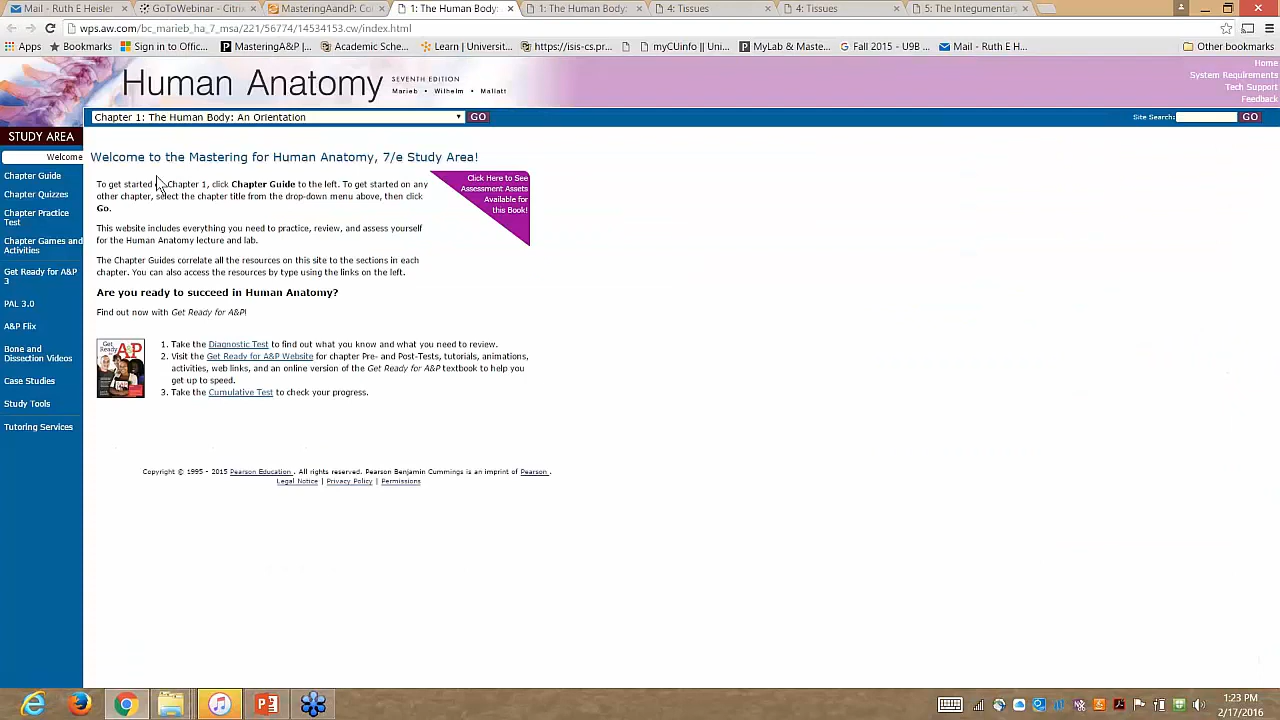 Mail - Ruth E Heisler
GoToWebinar - Citrix
MasteringAandP: Co
1: The Human Body:
1: The Human Body:
4: Tissues
4: Tissues
5: The Integumentary
wps.aw.com/bc_marieb_ha_7_msa/221/56774/14534153.cw/index.html
Apps
Bookmarks
Sign in to Offic...
MasteringA&P |...
Academic Sche...
Learn | Universit...
https://isis-cj.pr...
myCUinfo || Uni...
MyLab & Maste...
Fall 2015 - U9B...
Mail - Ruth E H...
Other bookmarks
Human Anatomy
SEVENTH EDITION
Marieb • Wilhelm • Mallatt
Home
System Requirements
Tech Support
Feedback
Chapter 1: The Human Body: An Orientation
GO
Site Search:
GO
STUDY AREA
Welcome
Chapter Guide
Chapter Quizzes
Chapter Practice
Test
Chapter Games and
Activities
Get Ready for A&P
3
PAL 3.0
A&P Flix
Bone and
Dissection Videos
Case Studies
Study Tools
Tutoring Services
Welcome to the Mastering for Human Anatomy, 7/e Study Area!
To get started Chapter 1, click Chapter Guide to the left. To get started on any
other chapter, select the chapter title from the drop-down menu above, then click
Go.
This website includes everything you need to practice, review, and assess yourself
for the Human Anatomy lecture and lab.
The Chapter Guides correlate all the resources on this site to the sections in each
chapter. You can also access the resources by type using the links on the left.
Click Here to See
Assessment Assets
Available for
this Book!
Are you ready to succeed in Human Anatomy?
Find out now with Get Ready for A&P!
Get
Ready
A&P
1. Take the Diagnostic Test to find out what you know and what you need to review.
2. Visit the Get Ready for A&P Website for chapter Pre- and Post-Tests, tutorials, animations,
activities, web links, and an online version of the Get Ready for A&P textbook to help you
get up to speed.
3. Take the Cumulative Test to check your progress.
Copyright © 1995 - 2015 Pearson Education . All rights reserved. Pearson Benjamin Cummings is an imprint of Pearson .
Legal Notice | Privacy Policy | Permissions
1:23 PM
2/17/2016